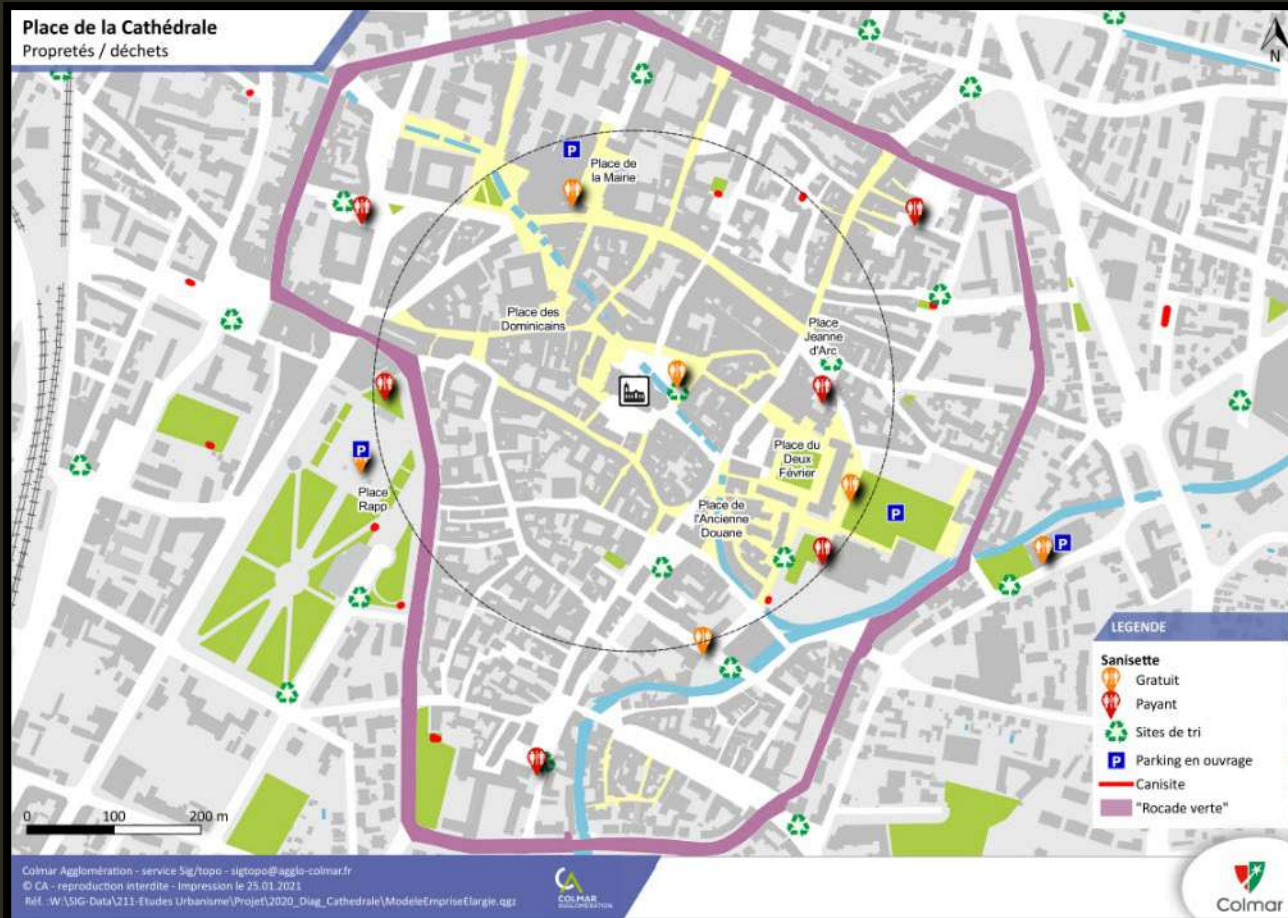 Place de la Cathédrale
Propretés / déchets
N
P
Place de
la Mairie
Place des
Dominicains
Place
Jeanne
d'Arc
Place du
Deux
Février
P
Place
Rapp
Place de
l'Ancienne
Douane
P
P
LEGENDE
Sanisette
Gratuit
Payant
Sites de tri
P Parking en ouvrage
Canisite
"Rocade verte"
0 100 200 m
Colmar Agglomération - service Sig/topo - sigtopo@agglo-colmar.fr
© CA - reproduction interdite - Impression le 25.01.2021
Réf. :W:\SIG-Data\211-Etudes Urbanisme\Projet\2020_Diag_Cathedrale\ModeleEmpriseElargie.qgz
COLMAR
AGGLOMÉRATION
Colmar